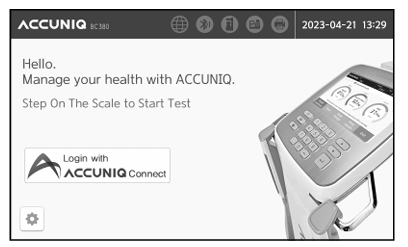 ACCUNIQ BC380
2023-04-21 13:29
Hello.
Manage your health with ACCUNIQ.
Step On The Scale to Start Test
Login with
ACCUNIQ Connect